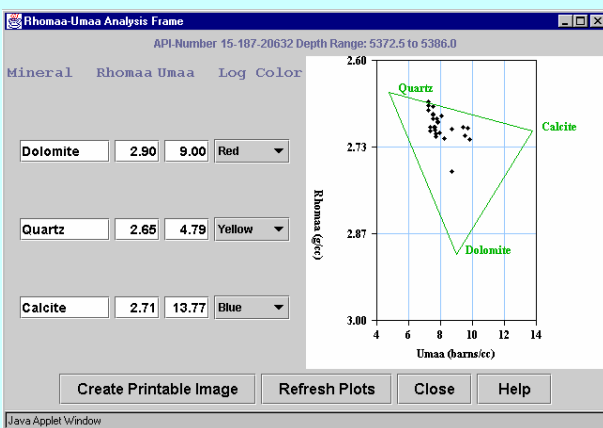 Rhomaa-Umaa Analysis Frame
API-Number 15-187-20632 Depth Range: 5372.5 to 5386.0
Mineral Rhomaa Umaa Log Color
Dolomite 2.90 9.00 Red
Quartz 2.65 4.79 Yellow
Calcite 2.71 13.77 Blue
2.60
Quartz
Calcite
2.73
Rhomaa (g/cc)
2.87
Dolomite
3.00
4 6 8 10 12 14
Umaa (barns/cc)
Create Printable Image Refresh Plots Close Help
Java Applet Window